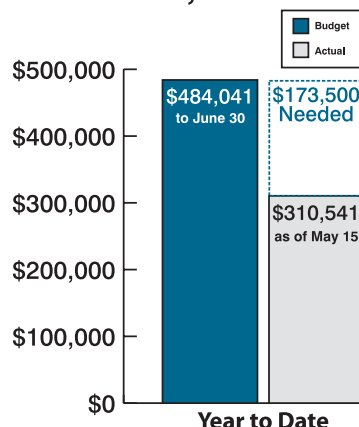 Budget
Actual
$500,000
$400,000
$300,000
$200,000
$100,000
$0
$484,041
to June 30
$173,500
Needed
$310,541
as of May 15
Year to Date